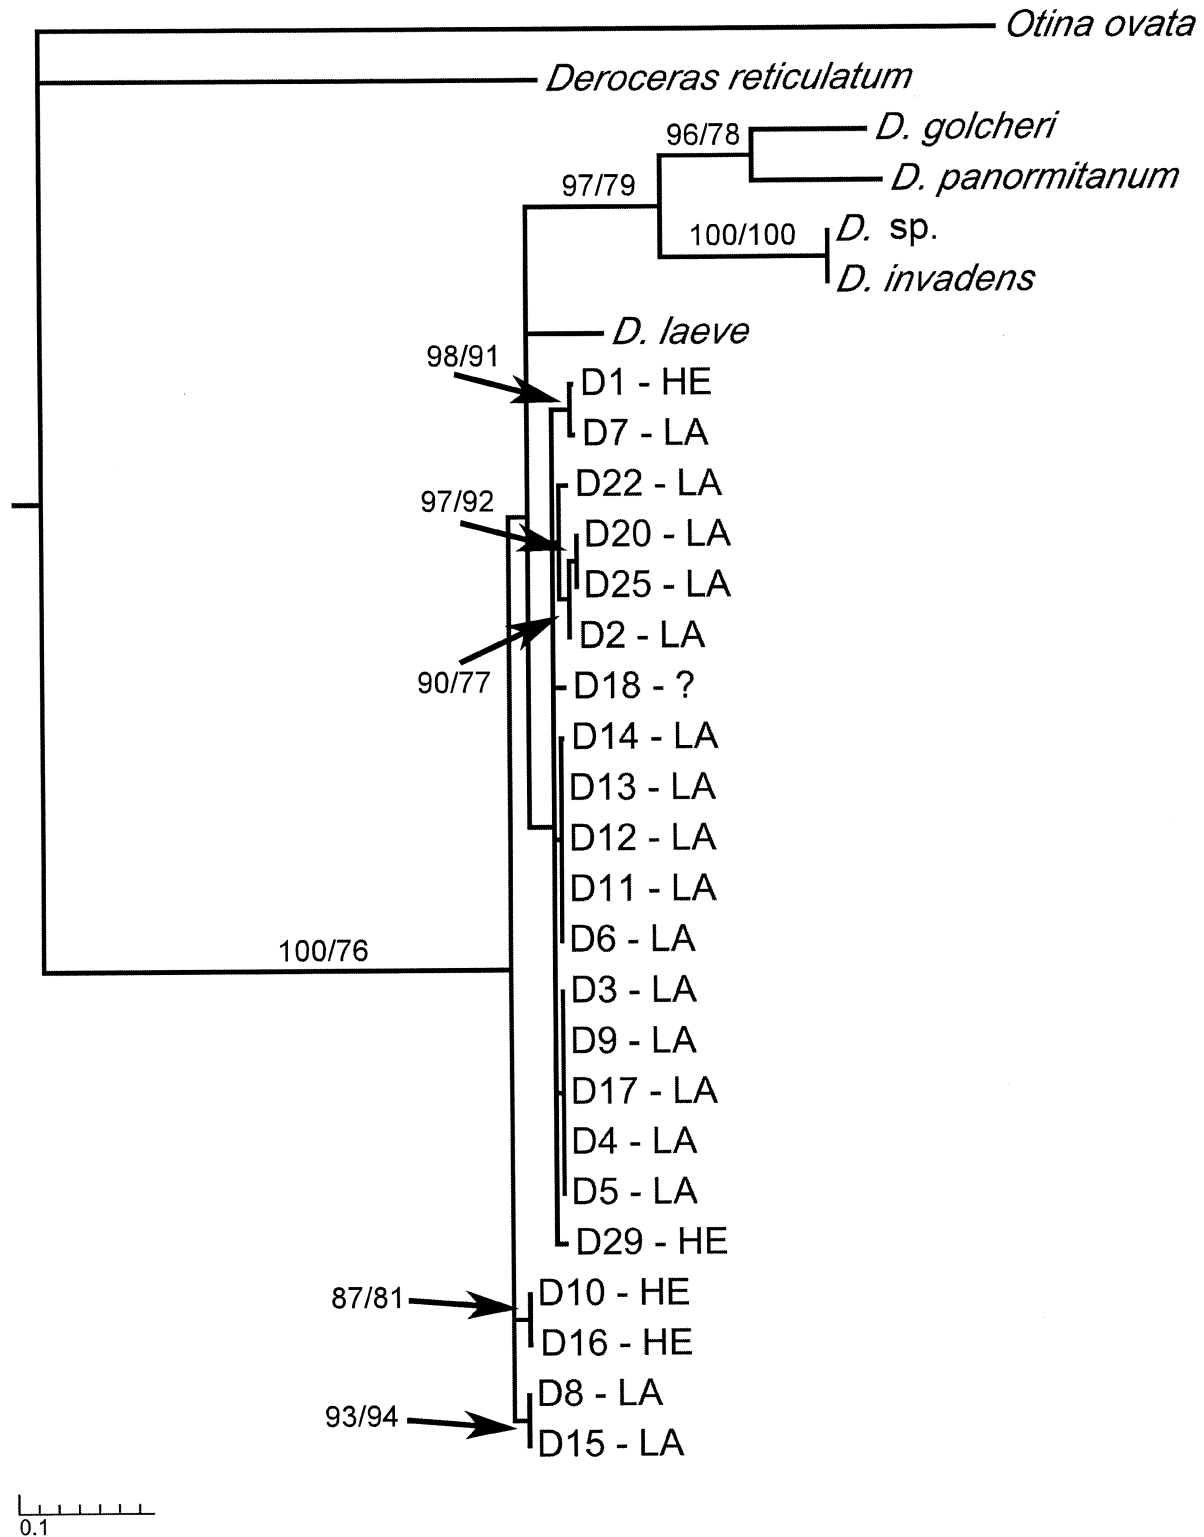 Otina ovata
Deroceras reticulatum
D. golcheri
96/78
D. panormitanum
97/79
D. sp.
100/100
D. invadens
D. laeve
98/91
D1 - HE
D7 - LA
D22 - LA
97/92
D20 - LA
D25 - LA
D2 - LA
90/77
D18 - ?
D14 - LA
D13 - LA
D12 - LA
D11 - LA
D6 - LA
100/76
D3 - LA
D9 - LA
D17 - LA
D4 - LA
D5 - LA
D29 - HE
87/81
D10 - HE
D16 - HE
D8 - LA
93/94
D15 - LA
0.1